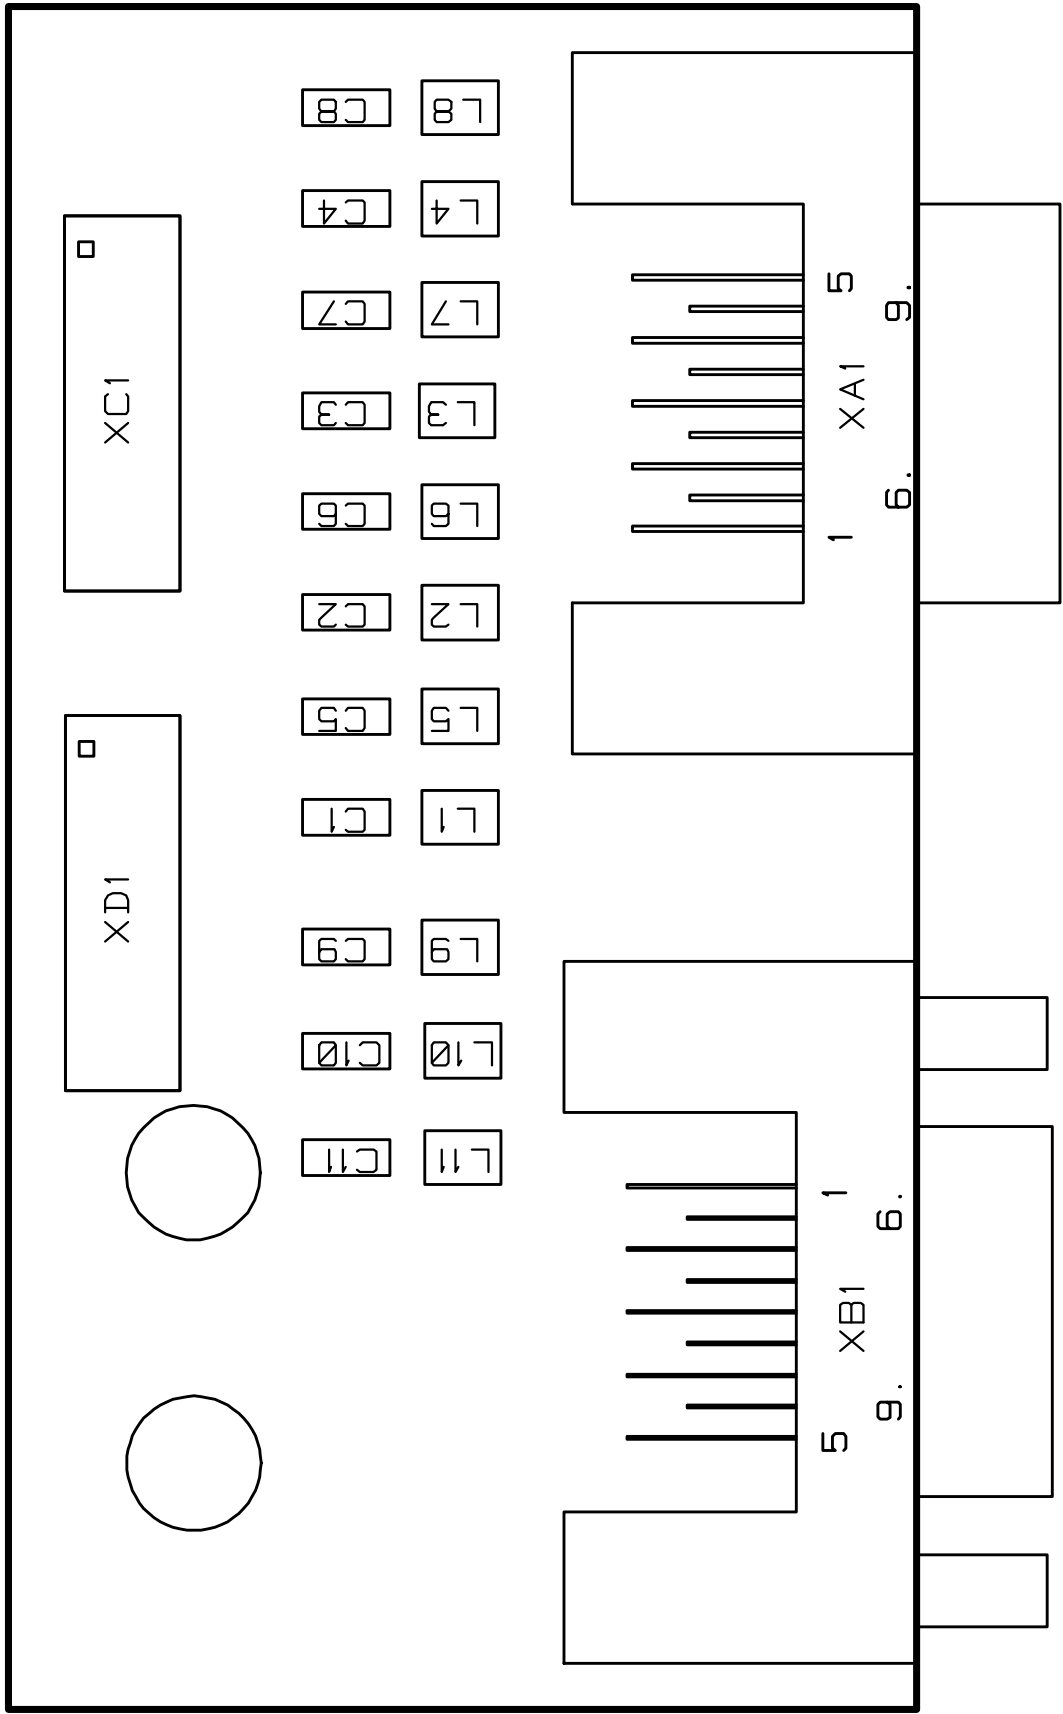 C8 L8
C4 L4
C7 L7
C3 L3
C6 L6
C2 L2
C5 L5
C1 L1
C9 L9
C10 L10
C11 L11
XC1
XD1
5
9.
XA1
6.
1
1
6.
XB1
9.
5